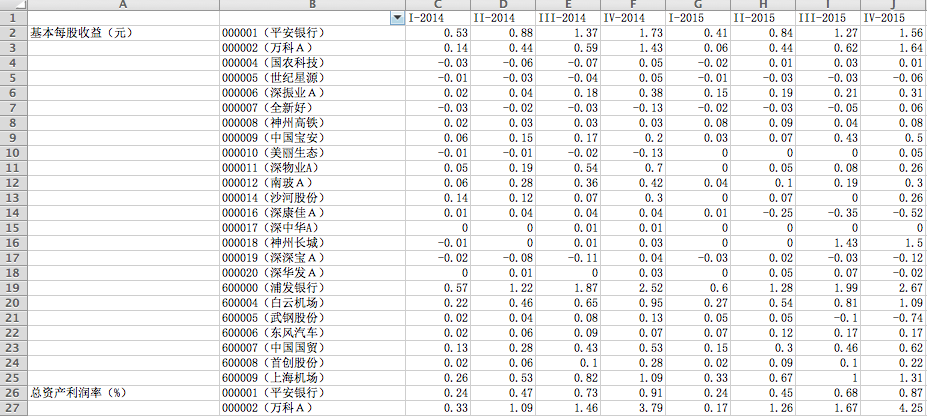 A B C D E F G H I J
1 I-2014 II-2014 III-2014 IV-2014 I-2015 II-2015 III-2015 IV-2015
2 基本每股收益（元） 000001（平安银行） 0.53 0.88 1.37 1.73 0.41 0.84 1.27 1.56
3 000002（万科Ａ） 0.14 0.44 0.59 1.43 0.06 0.44 0.62 1.64
4 000004（国农科技） -0.03 -0.06 -0.07 0.05 -0.02 0.01 0.03 0.01
5 000005（世纪星源） -0.01 -0.03 -0.04 0.05 -0.01 -0.03 -0.03 -0.06
6 000006（深振业Ａ） 0.02 0.04 0.18 0.38 0.15 0.19 0.21 0.31
7 000007（全新好） -0.03 -0.02 -0.03 -0.13 -0.02 -0.03 -0.05 0.06
8 000008（神州高铁） 0.02 0.03 0.03 0.03 0.08 0.09 0.04 0.08
9 000009（中国宝安） 0.06 0.15 0.17 0.2 0.03 0.07 0.43 0.5
10 000010（美丽生态） -0.01 -0.01 -0.02 -0.13 0 0 0 0.05
11 000011（深物业A） 0.05 0.19 0.54 0.7 0 0.05 0.08 0.26
12 000012（南玻Ａ） 0.06 0.28 0.36 0.42 0.04 0.1 0.19 0.3
13 000014（沙河股份） 0.14 0.12 0.07 0.3 0 0.07 0 0.26
14 000016（深康佳Ａ） 0.01 0.04 0.04 0.04 0.01 -0.25 -0.35 -0.52
15 000017（深中华A） 0 0 0.01 0.01 0 0 0 0
16 000018（神州长城） -0.01 0 0.01 0.03 0 0 1.43 1.5
17 000019（深深宝Ａ） -0.02 -0.08 -0.11 0.04 -0.03 0.02 -0.03 -0.12
18 000020（深华发Ａ） 0 0.01 0 0.03 0 0.05 0.07 -0.02
19 600000（浦发银行） 0.57 1.22 1.87 2.52 0.6 1.28 1.99 2.67
20 600004（白云机场） 0.22 0.46 0.65 0.95 0.27 0.54 0.81 1.09
21 600005（武钢股份） 0.02 0.04 0.08 0.13 0.05 0.05 -0.1 -0.74
22 600006（东风汽车） 0.02 0.06 0.09 0.07 0.07 0.12 0.17 0.17
23 600007（中国国贸） 0.13 0.28 0.43 0.53 0.15 0.3 0.46 0.62
24 600008（首创股份） 0.02 0.06 0.1 0.28 0.02 0.09 0.1 0.22
25 600009（上海机场） 0.26 0.53 0.82 1.09 0.33 0.67 1 1.31
26 总资产利润率（%） 000001（平安银行） 0.24 0.47 0.73 0.91 0.24 0.45 0.68 0.87
27 000002（万科Ａ） 0.33 1.09 1.46 3.79 0.17 1.26 1.67 4.25